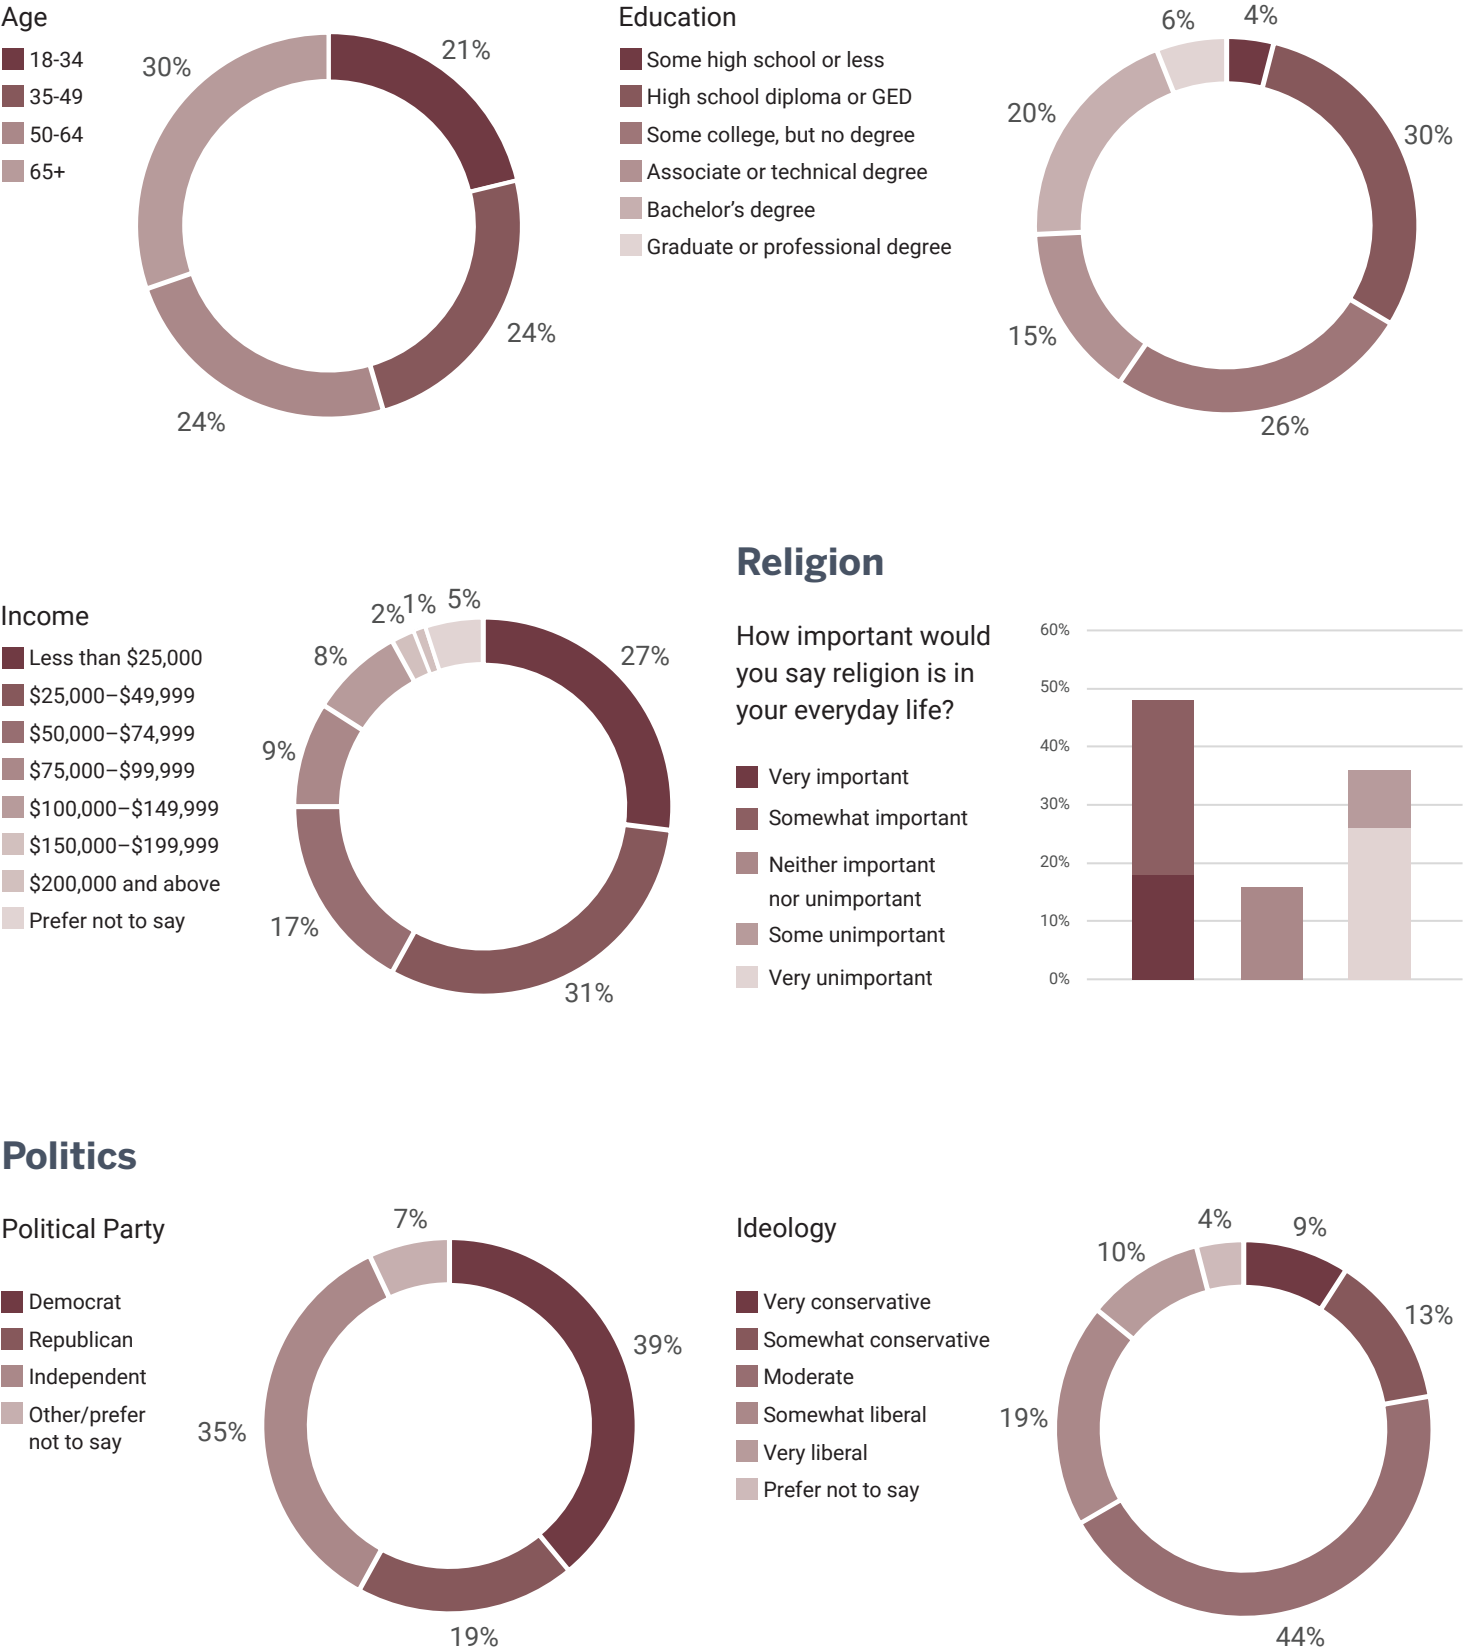 Age
18-34
35-49
50-64
65+
21%
24%
24%
30%
Education
Some high school or less
High school diploma or GED
Some college, but no degree
Associate or technical degree
Bachelor’s degree
Graduate or professional degree
4%
30%
26%
15%
20%
6%
Income
Less than $25,000
$25,000–$49,999
$50,000–$74,999
$75,000–$99,999
$100,000–$149,999
$150,000–$199,999
$200,000 and above
Prefer not to say
27%
31%
17%
9%
8%
2%
1%
5%
Religion
How important would
you say religion is in
your everyday life?
Very important
Somewhat important
Neither important
nor unimportant
Some unimportant
Very unimportant
60%
50%
40%
30%
20%
10%
0%
Politics
Political Party
Democrat
Republican
Independent
Other/prefer
not to say
39%
19%
35%
7%
Ideology
Very conservative
Somewhat conservative
Moderate
Somewhat liberal
Very liberal
Prefer not to say
9%
13%
44%
19%
10%
4%